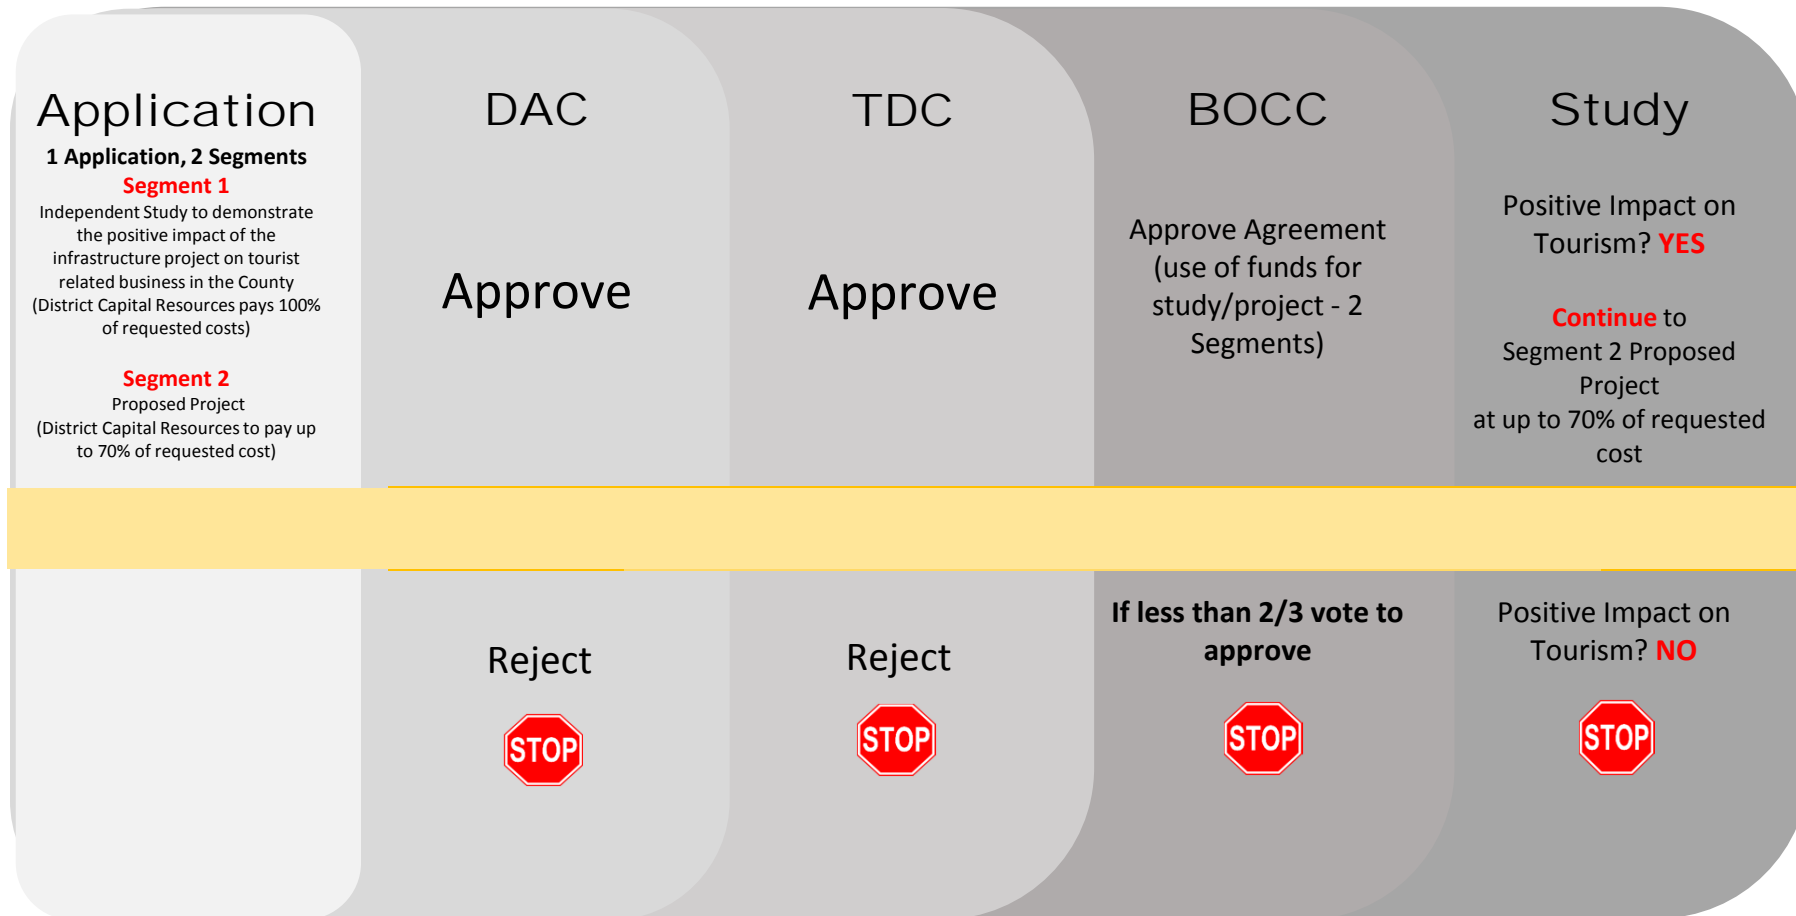 Application
1 Application, 2 Segments
Segment 1
Independent Study to demonstrate
the positive impact of the
infrastructure project on tourist
related business in the County
(District Capital Resources pays 100%
of requested costs)
Segment 2
Proposed Project
(District Capital Resources to pay up
to 70% of requested cost)
DAC
Approve
Reject
STOP
TDC
Approve
Reject
STOP
BOCC
Approve Agreement
(use of funds for
study/project - 2
Segments)
If less than 2/3 vote to
approve
STOP
Study
Positive Impact on
Tourism? YES
Continue to
Segment 2 Proposed
Project
at up to 70% of requested
cost
Positive Impact on
Tourism? NO
STOP